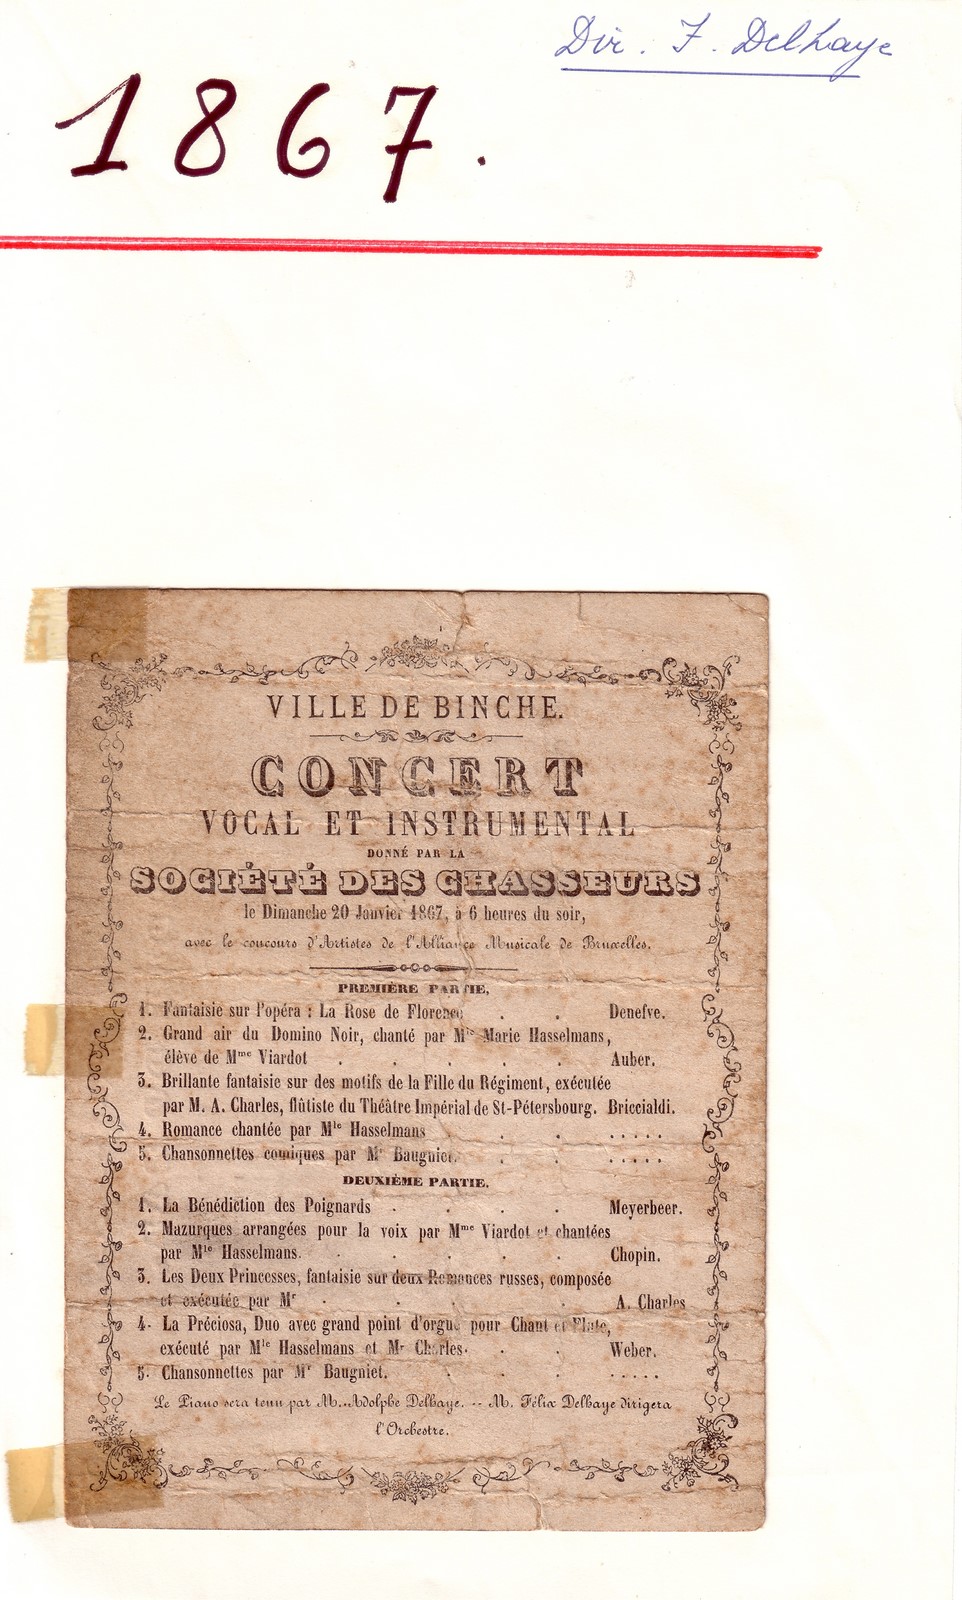 Dir. F. Delhaye
1867.
VILLE DE BINCHE.
CONCERT
VOCAL ET INSTRUMENTAL
DONNÉ PAR LA
SOCIÉTÉ DES CHASSEURS
le Dimanche 20 Janvier 1867, à 6 heures du soir,
avec le concours d'Artistes de l'Alliance Musicale de Bruxelles.
PREMIÈRE PARTIE.
1. Fantaisie sur l'opéra : La Rose de Florence . . Denefve.
2. Grand air du Domino Noir, chanté par Mlle Marie Hasselmans,
élève de Mme Viardot . . . . . Auber.
3. Brillante fantaisie sur des motifs de la Fille du Régiment, exécutée
par M. A. Charles, flûtiste du Théâtre Impérial de St-Pétersbourg. Briccialdi.
4. Romance chantée par Mlle Hasselmans . . . . . . .
5. Chansonnettes comiques par Mr Baugniet. . . . . . . .
DEUXIÈME PARTIE.
1. La Bénédiction des Poignards . . . . Meyerbeer.
2. Mazurques arrangées pour la voix par Mme Viardot et chantées
par Mlle Hasselmans. . . . . . Chopin.
3. Les Deux Princesses, fantaisie sur deux Romances russes, composée
et exécutée par Mr . . . . A. Charles
4. La Préciosa, Duo avec grand point d'orgue pour Chant et Flute,
exécuté par Mlle Hasselmans et Mr Charles. . . Weber.
5. Chansonnettes par Mr Baugniet. . . . . . . . .
Le Piano sera tenu par M. Adolphe Delhaye. -- M. Félix Delhaye dirigera
l'Orchestre.